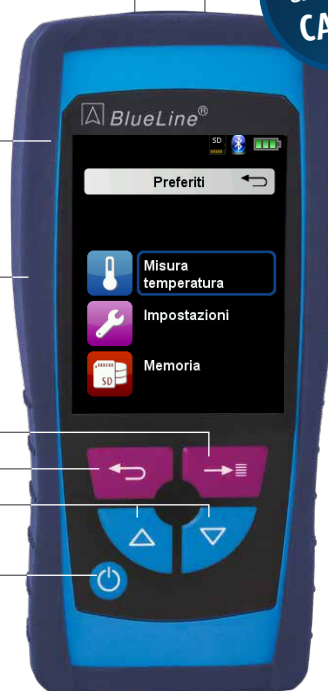 CA
BlueLine®
SD
Preferiti
Misura
temperatura
Impostazioni
SD
Memoria